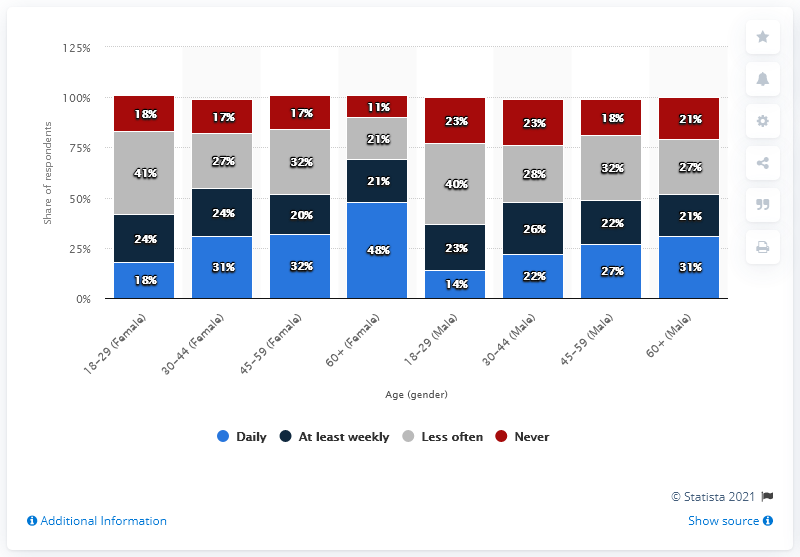 125%
100%
75%
50%
25%
0%
Share of respondents
18% 17% 17% 11% 23% 23% 18% 21%
41% 27% 32% 21% 40% 28% 32% 27%
24% 24% 20% 21% 23% 26% 22% 21%
18% 31% 32% 48% 14% 22% 27% 31%
18–29 (Female)
30–44 (Female)
45–59 (Female)
60+ (Female)
18–29 (Male)
30–44 (Male)
45–59 (Male)
60+ (Male)
Age (gender)
Daily At least weekly Less often Never
© Statista 2021
Additional Information
Show source